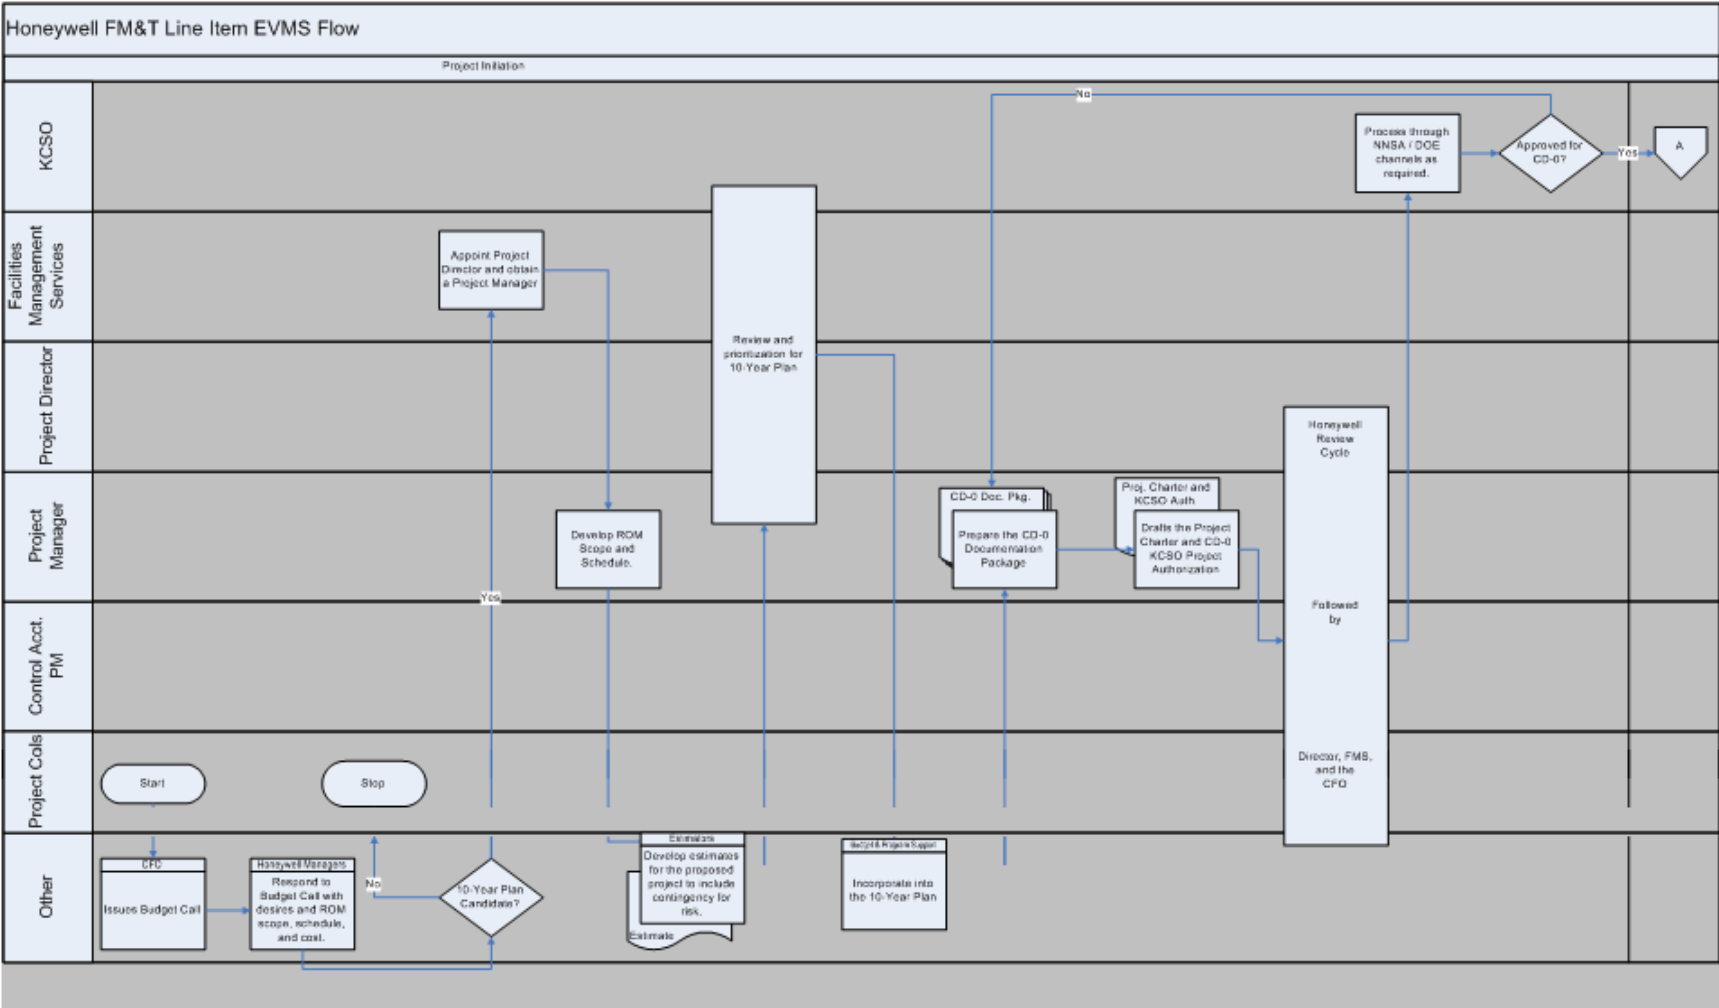 Honeywell FM&T Line Item EVMS Flow
Project Initiation
KCSO
No
Process through
NNSA / DOE
channels as
required.
Approved for
CD-0?
Yes
A
Facilities
Management
Services
Appoint Project
Director and obtain
a Project Manager
Review and
prioritization for
10-Year Plan
Project Director
Honeywell
Review
Cycle
Project
Manager
Develop ROM
Scope and
Schedule.
CD-0 Doc. Pkg.
Prepare the CD-0
Documentation
Package
Proj. Charter and
KCSO Auth.
Drafts the Project
Charter and CD-0
KCSO Project
Authorization
Yes
Followed
by
Control Acct.
PM
Project Cols
Start
Stop
Director, FMS,
and the
CFO
Other
CFO
Issues Budget Call
Honeywell Managers
Respond to
Budget Call with
desires and ROM
scope, schedule,
and cost.
No
10-Year Plan
Candidate?
Estimators
Develop estimates
for the proposed
project to include
contingency for
risk.
Estimate
Budget & Program Support
Incorporate into
the 10-Year Plan